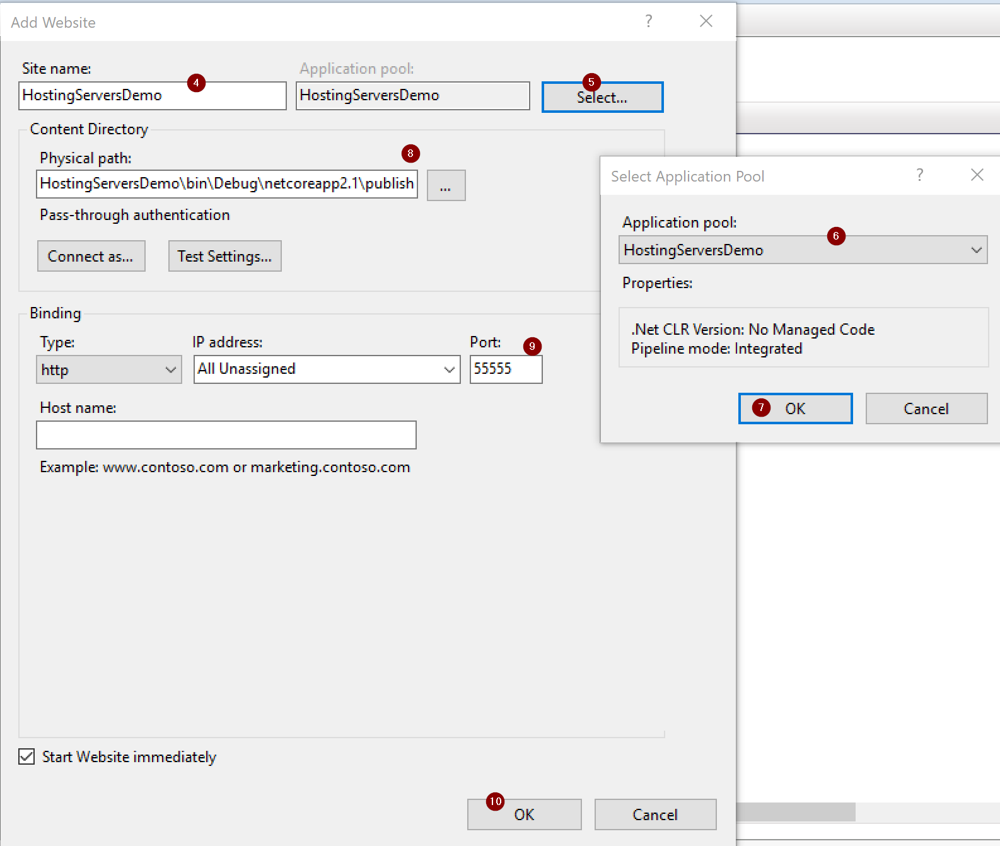 Add Website
?
Site name:
4
HostingServersDemo
Application pool:
HostingServersDemo
5
Select...
Content Directory
Physical path:
8
HostingServersDemo\bin\Debug\netcoreapp2.1\publish
...
Pass-through authentication
Connect as...
Test Settings...
Binding
Type:
IP address:
Port:
9
http
All Unassigned
55555
Host name:
Example: www.contoso.com or marketing.contoso.com
Start Website immediately
10
OK
Cancel
Select Application Pool
?
Application pool:
6
HostingServersDemo
Properties:
.Net CLR Version: No Managed Code
Pipeline mode: Integrated
7
OK
Cancel